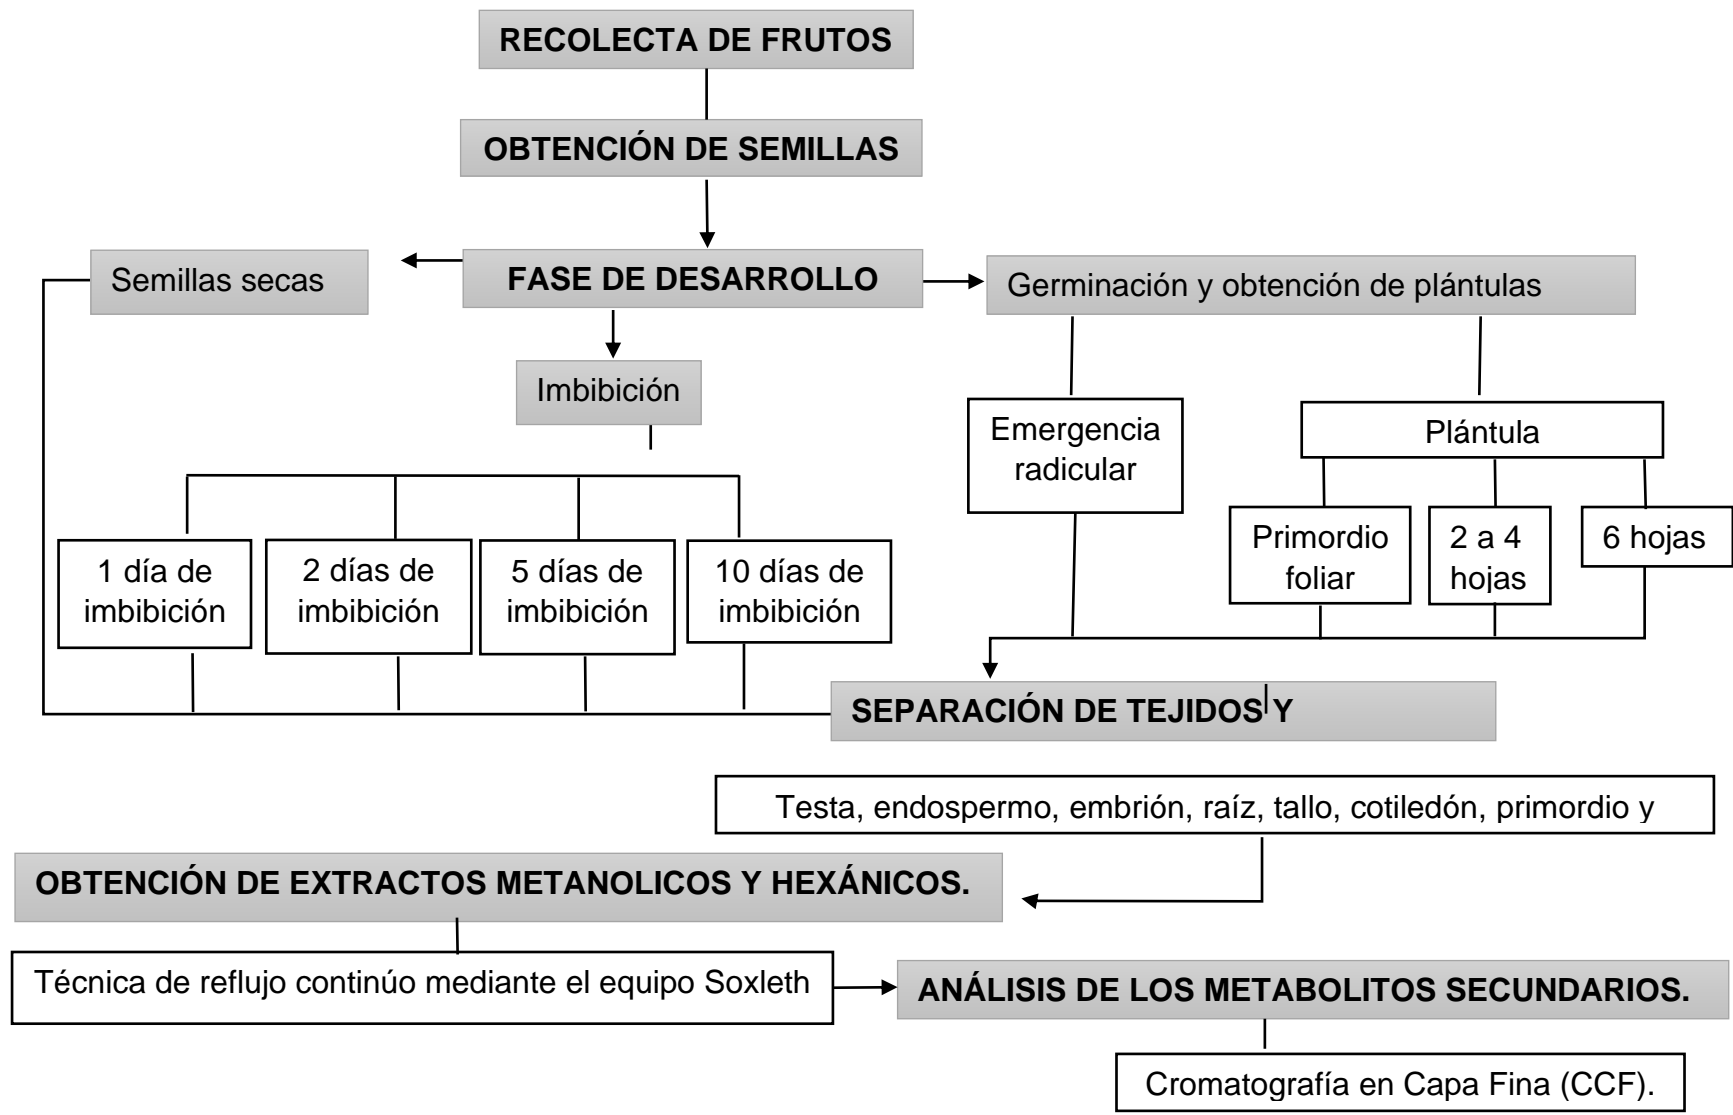 RECOLECTA DE FRUTOS
OBTENCIÓN DE SEMILLAS
Semillas secas
FASE DE DESARROLLO
Germinación y obtención de plántulas
Imbibición
Emergencia
radicular
Plántula
1 día de
imbibición
2 días de
imbibición
5 días de
imbibición
10 días de
imbibición
Primordio
foliar
2 a 4
hojas
6 hojas
SEPARACIÓN DE TEJIDOS Y
Testa, endospermo, embrión, raíz, tallo, cotiledón, primordio y
OBTENCIÓN DE EXTRACTOS METANOLICOS Y HEXÁNICOS.
Técnica de reflujo continúo mediante el equipo Soxleth
ANÁLISIS DE LOS METABOLITOS SECUNDARIOS.
Cromatografía en Capa Fina (CCF).